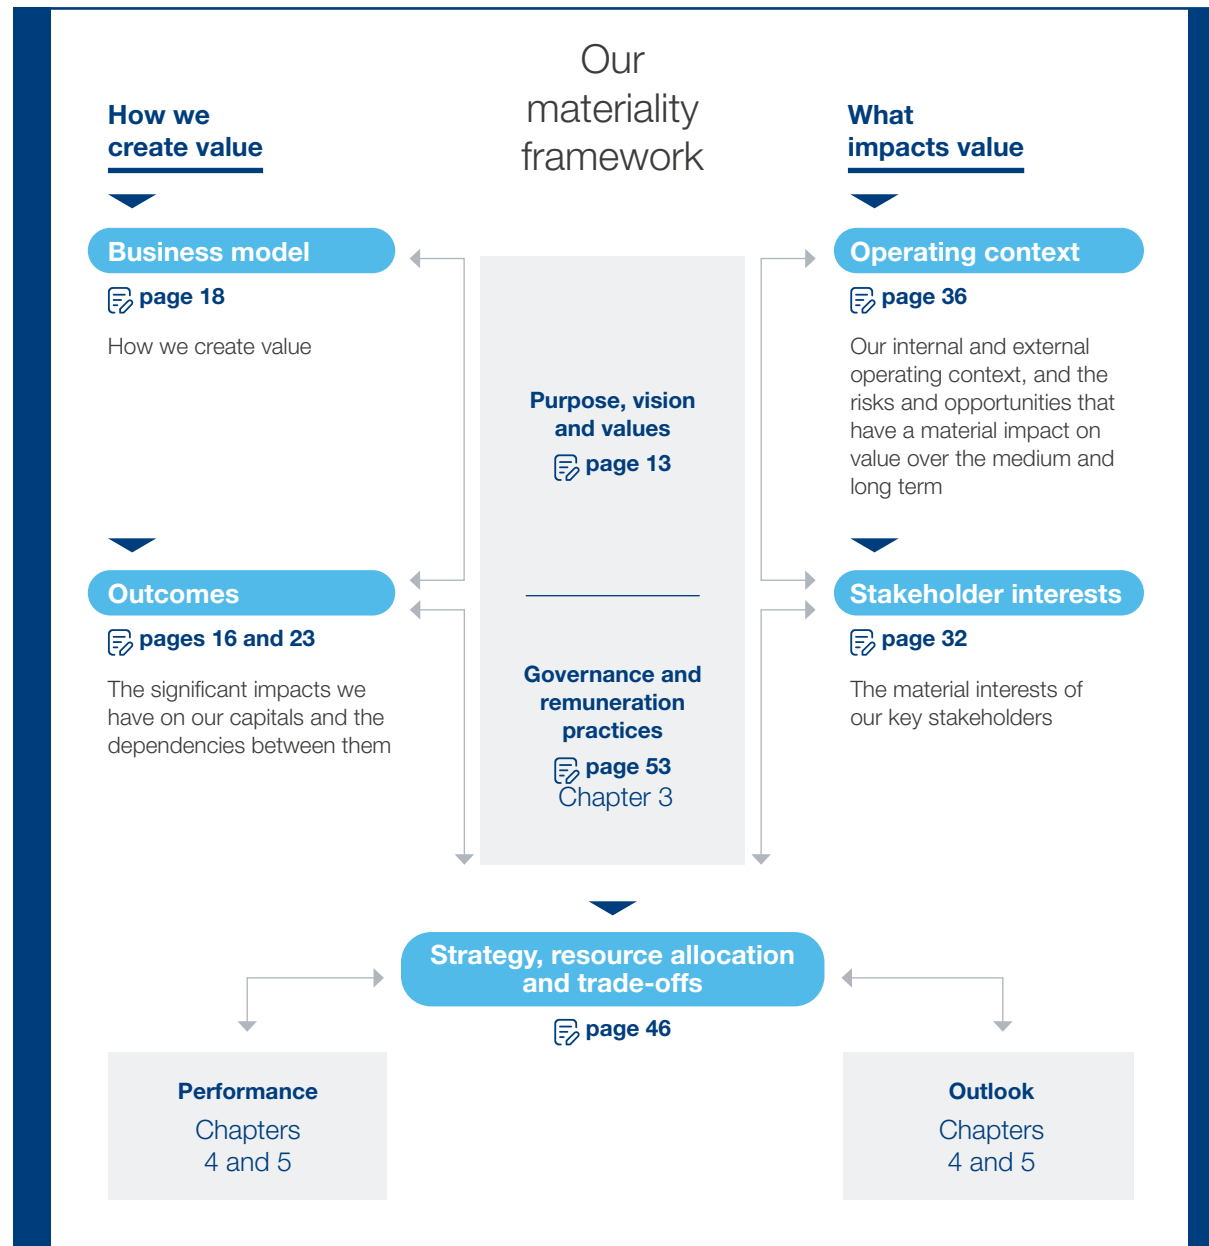 Our
materiality
framework
How we
create value
Business model
page 18
How we create value
Outcomes
pages 16 and 23
The significant impacts we
have on our capitals and the
dependencies between them
Purpose, vision
and values
page 13
Governance and
remuneration
practices
page 53
Chapter 3
What
impacts value
Operating context
page 36
Our internal and external
operating context, and the
risks and opportunities that
have a material impact on
value over the medium and
long term
Stakeholder interests
page 32
The material interests of
our key stakeholders
Strategy, resource allocation
and trade-offs
page 46
Performance
Chapters
4 and 5
Outlook
Chapters
4 and 5